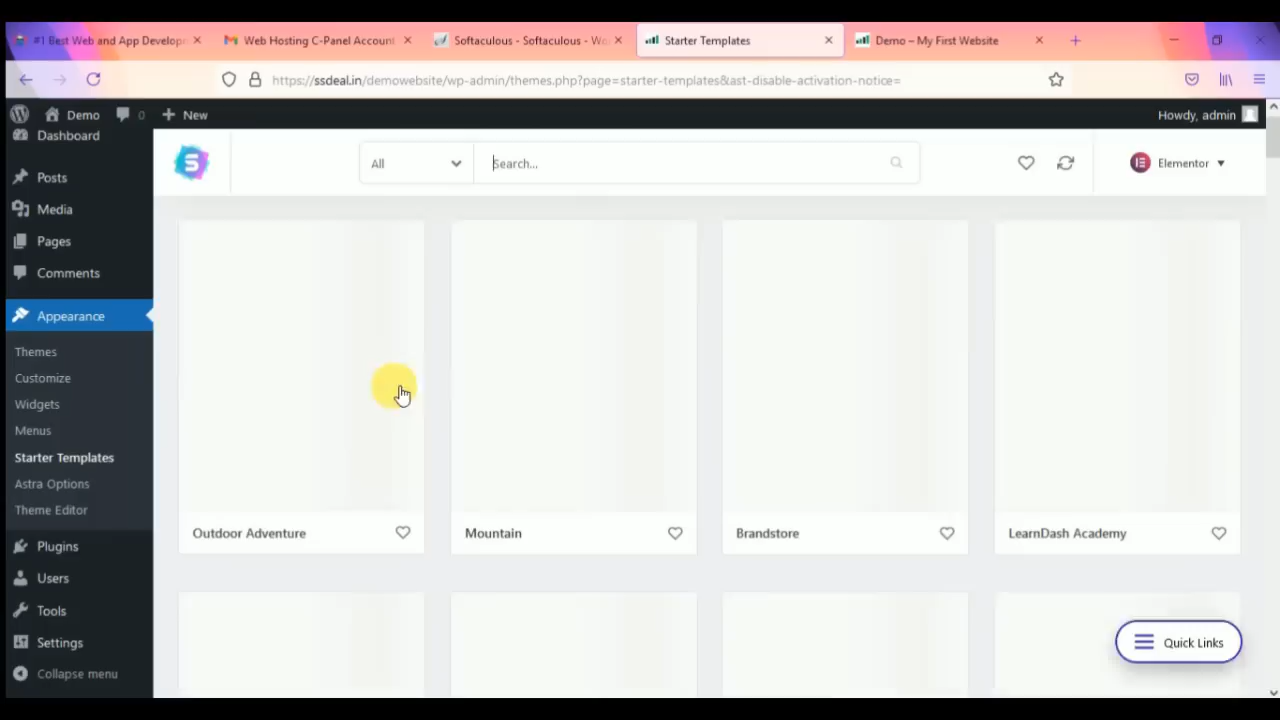 #1 Best Web and App Developm
Web Hosting C-Panel Account
Softaculous - Softaculous - Wo
Starter Templates
Demo – My First Website
https://ssdeal.in/demowebsite/wp-admin/themes.php?page=starter-templates&ast-disable-activation-notice=
Demo
0
New
Howdy, admin
Dashboard
Posts
Media
Pages
Comments
Appearance
Themes
Customize
Widgets
Menus
Starter Templates
Astra Options
Theme Editor
Plugins
Users
Tools
Settings
Collapse menu
All
Search...
Elementor
Outdoor Adventure
Mountain
Brandstore
LearnDash Academy
Quick Links